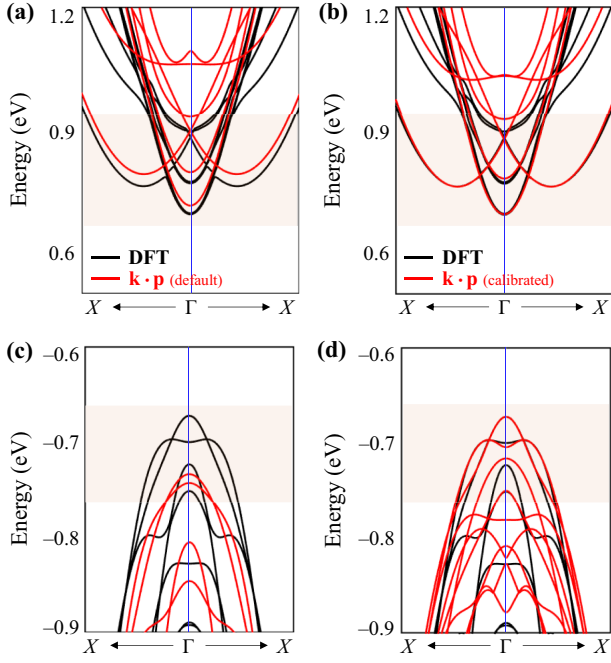 (a)
1.2
0.9
0.6
Energy (eV)
DFT
k · p (default)
X Γ X
(b)
1.2
0.9
0.6
Energy (eV)
DFT
k · p (calibrated)
X Γ X
(c)
−0.6
−0.7
−0.8
−0.9
Energy (eV)
X Γ X
(d)
−0.6
−0.7
−0.8
−0.9
Energy (eV)
X Γ X